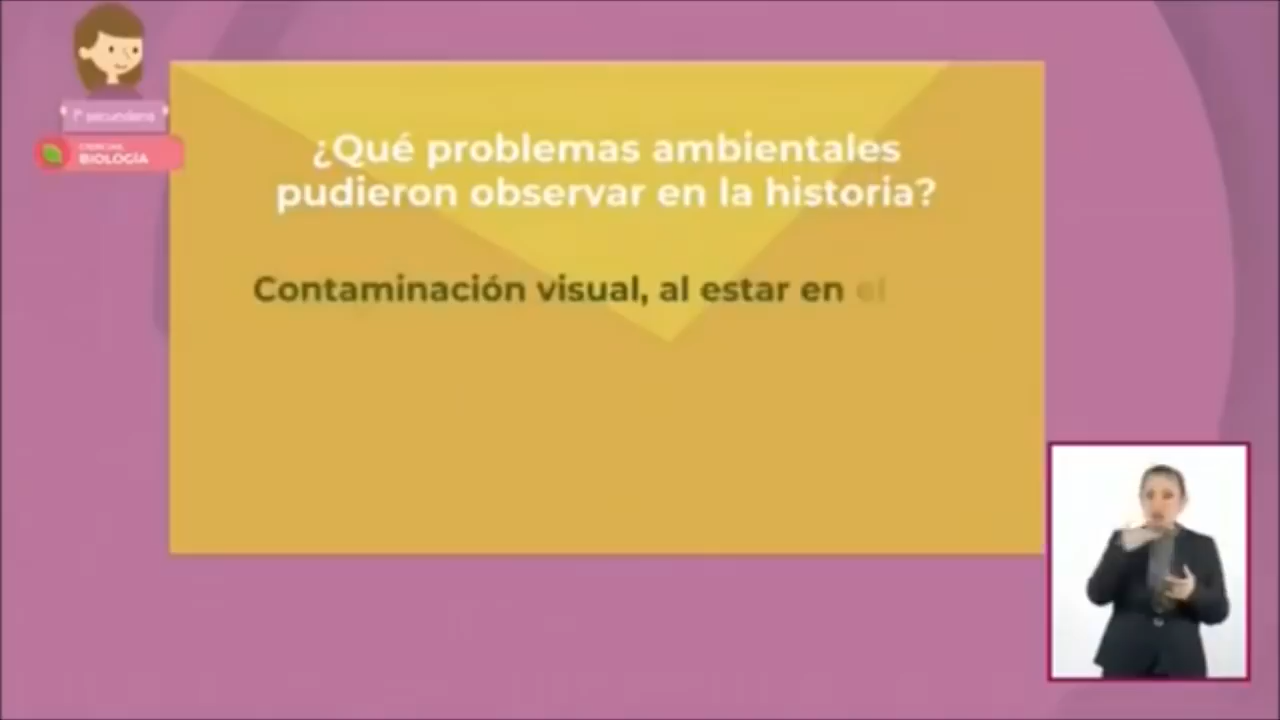 1° secundaria
BIOLOGÍA
¿Qué problemas ambientales
pudieron observar en la historia?
Contaminación visual, al estar en el